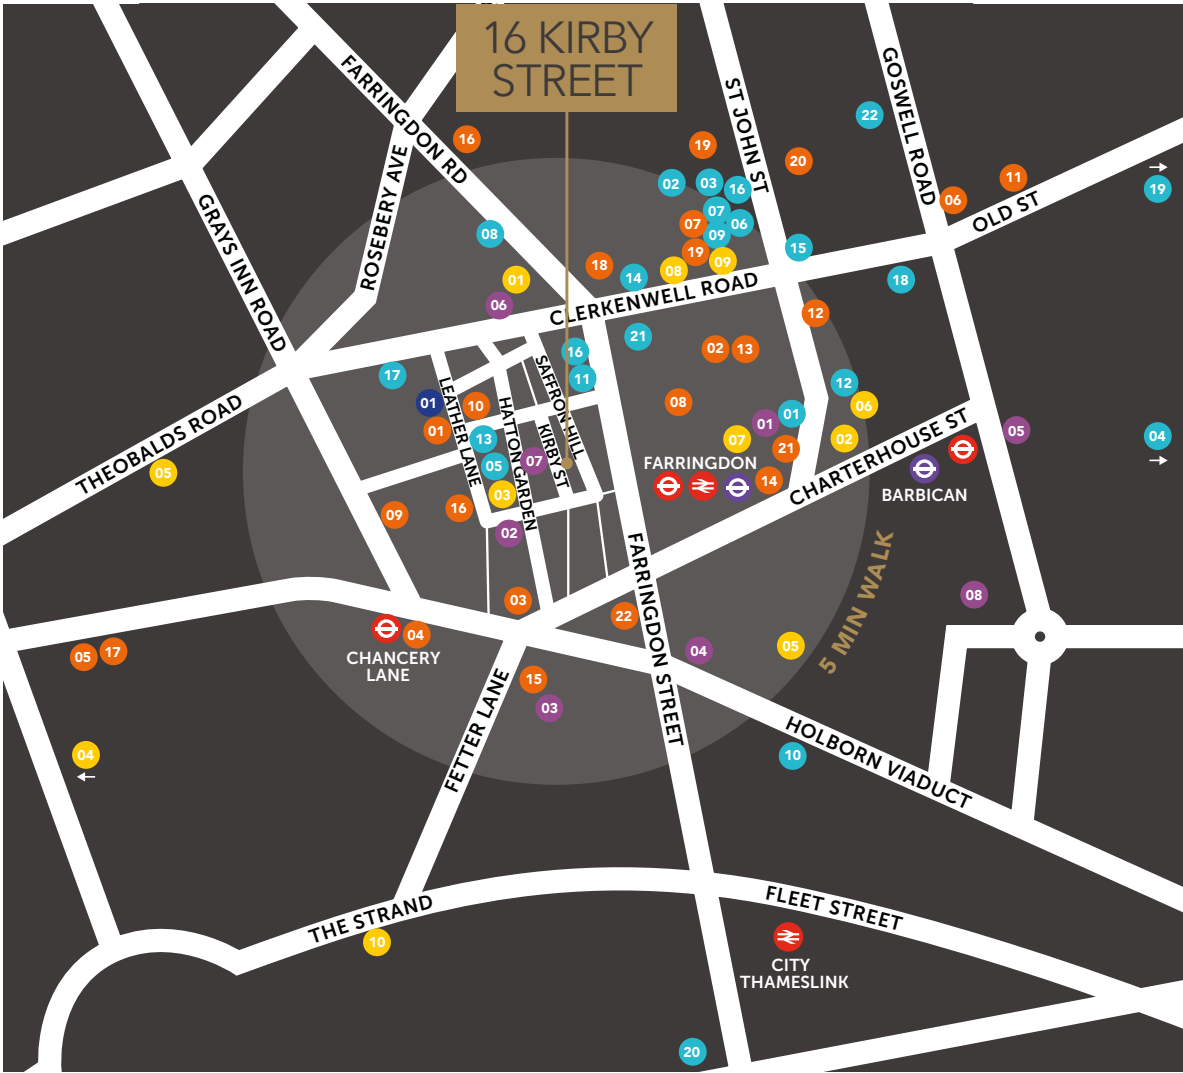 16 KIRBY
STREET
FARRINGDON RD
ROSEBERY AVE
GRAYS INN ROAD
ST JOHN ST
GOSWELL ROAD
OLD ST
22
16
19
20
11
19
06
02
03
16
07
07
06
08
09
19
15
18
09
08
14
01
18
06
CLERKENWELL ROAD
12
21
16
02
13
17
11
12
SAFFRON HILL
LEATHER LANE
HATTON GARDEN
KIRBY ST
THEOBALDS ROAD
01
10
08
06
01
01
01
13
07
02
05
04
21
05
07
FARRINGDON
CHARTERHOUSE ST
BARBICAN
05
03
14
16
09
02
FARRINGDON STREET
5 MIN WALK
03
22
08
04
CHANCERY
LANE
05
17
04
05
15
03
FETTER LANE
HOLBORN VIADUCT
04
10
THE STRAND
FLEET STREET
10
CITY
THAMESLINK
20